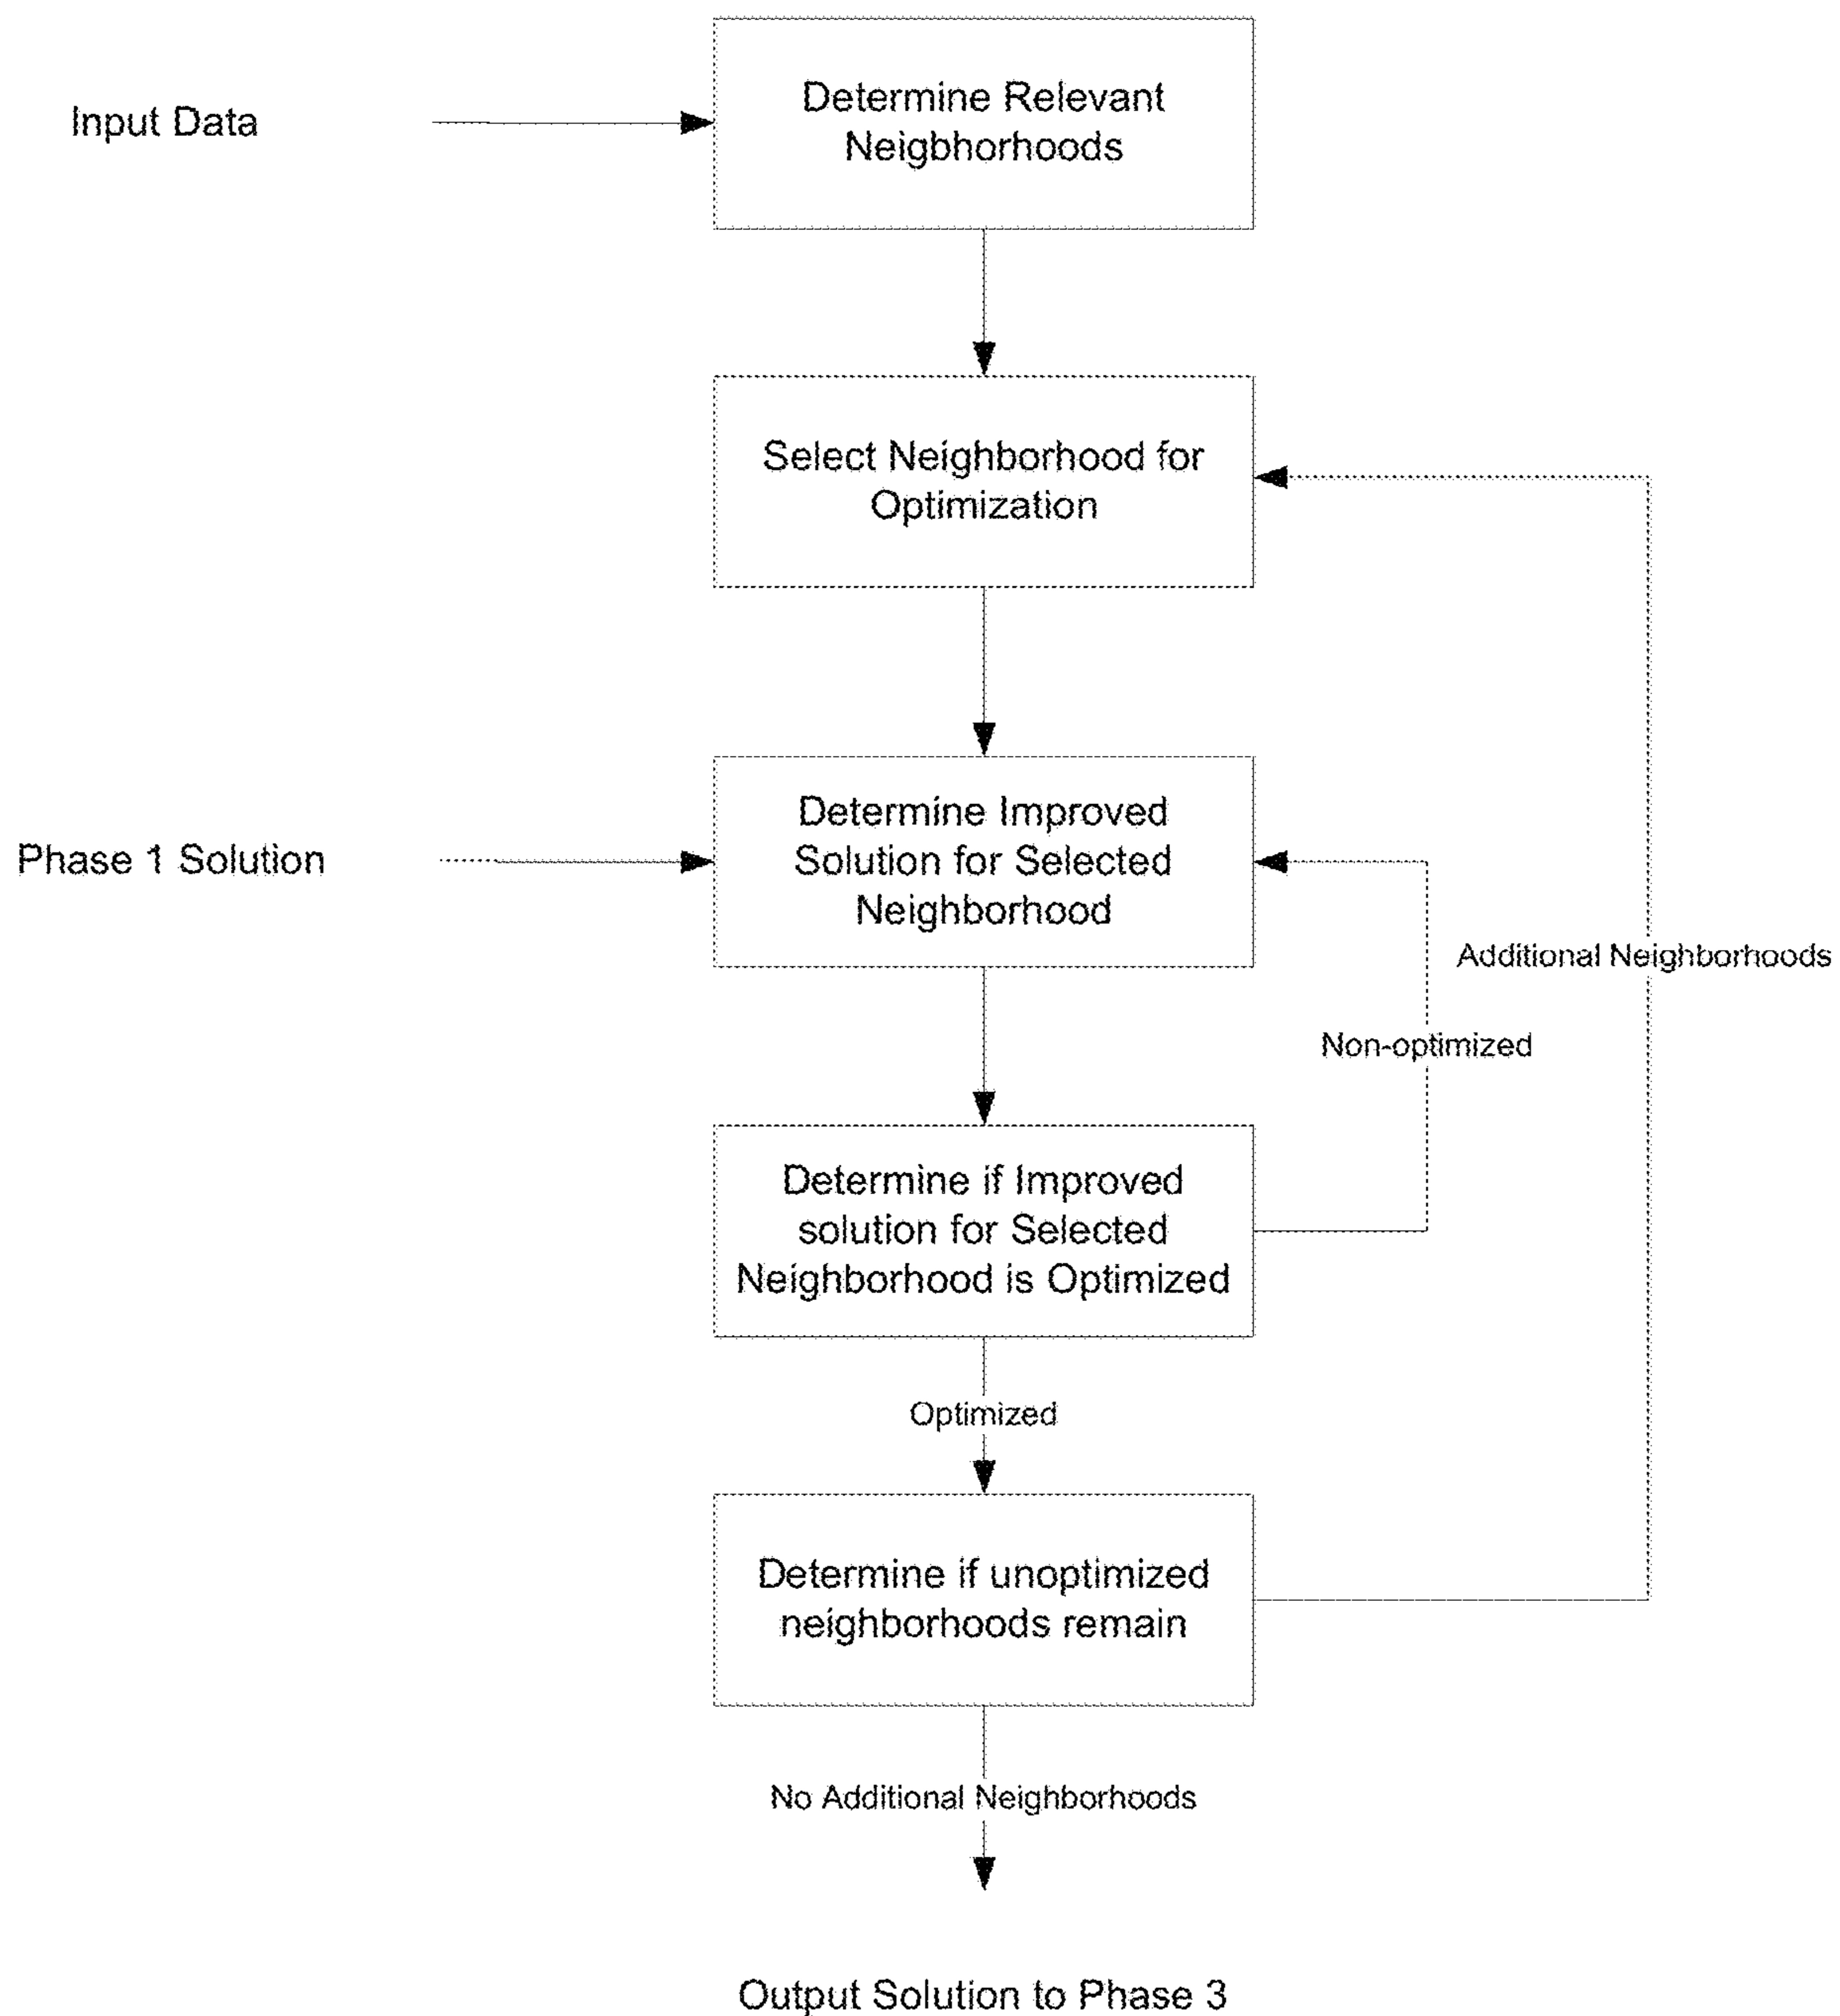 Input Data
Determine Relevant
Neigbhorhoods
Select Neighborhood for
Optimization
Phase 1 Solution
Determine Improved
Solution for Selected
Neighborhood
Additional Neighborhoods
Non-optimized
Determine if Improved
solution for Selected
Neighborhood is Optimized
Optimized
Determine if unoptimized
neighborhoods remain
No Additional Neighborhoods
Output Solution to Phase 3